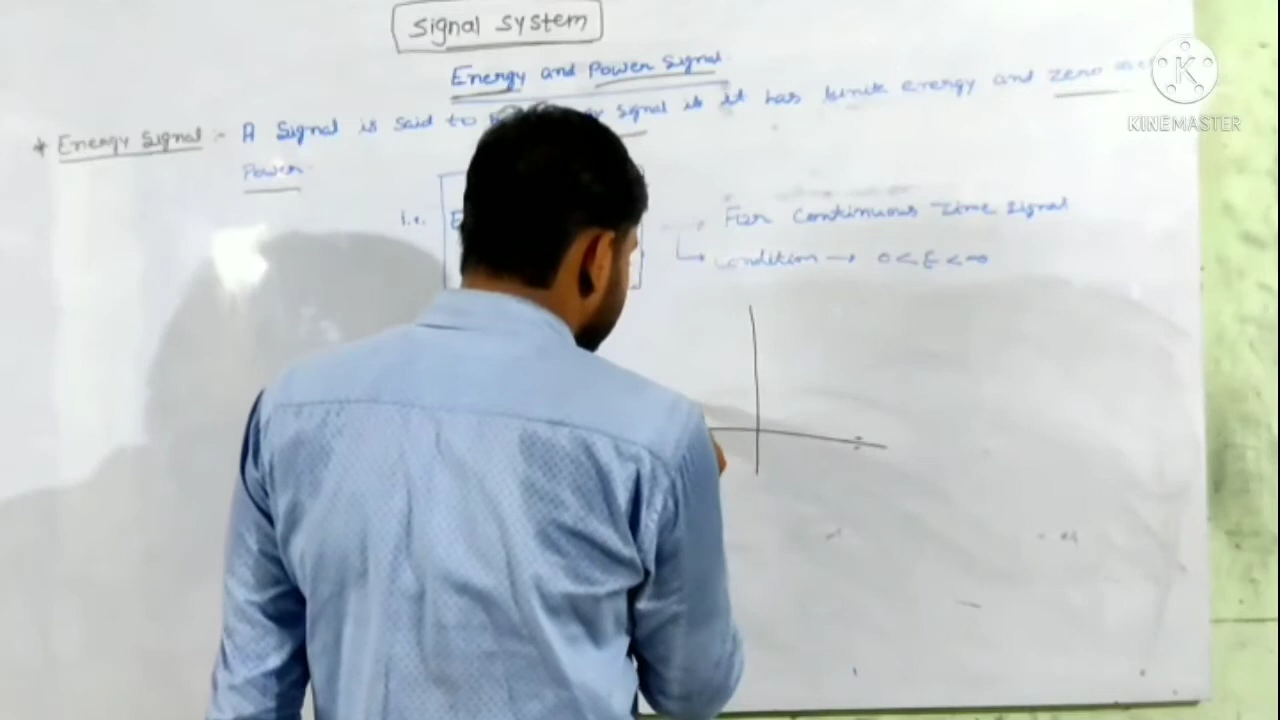 Signal System
Energy and Power Signal
* Energy Signal :- A Signal is said to signal if it has finite energy and zero
Power
i.e. E For Continuous Time Signal
Condition → 0 < E < ∞
KINEMASTER